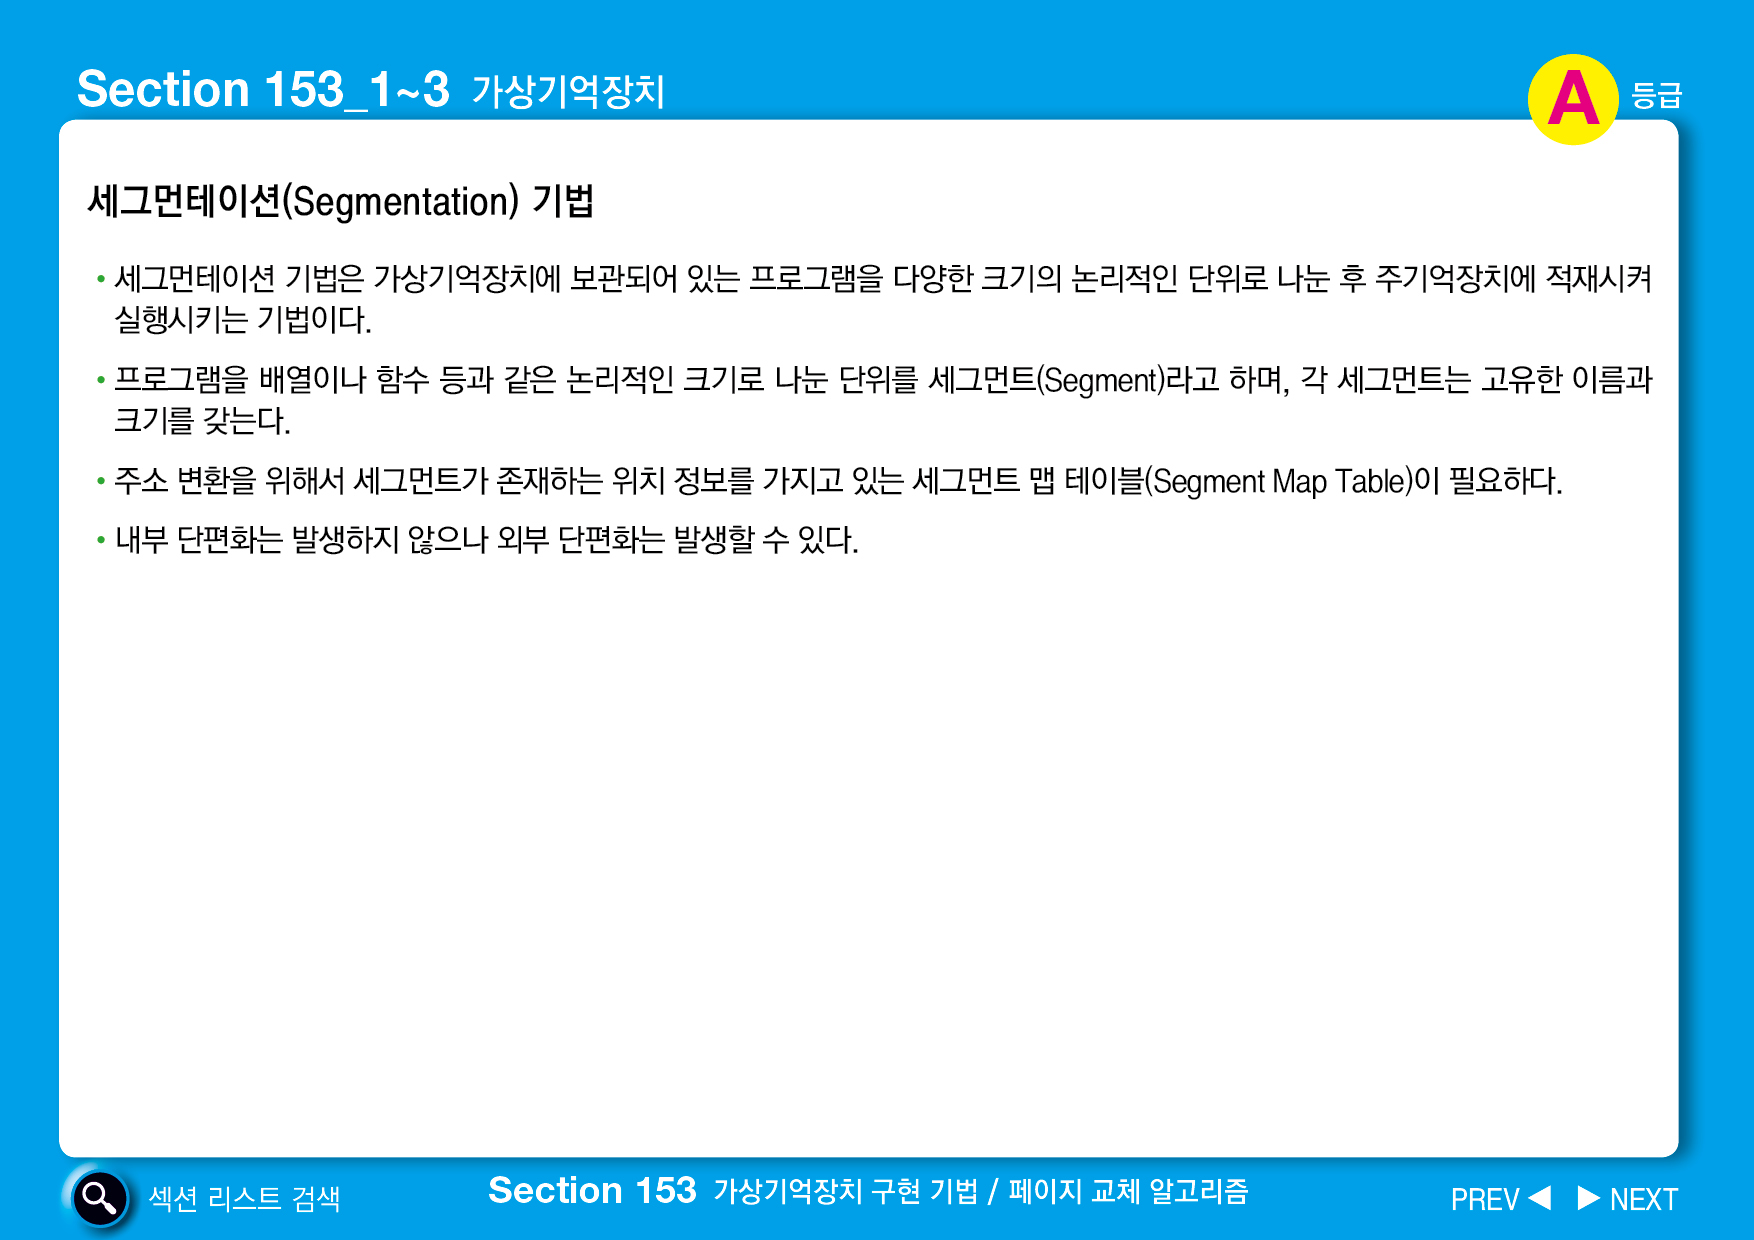 Section 153_1~3 가상기억장치
A 등급
세그먼테이션(Segmentation) 기법
• 세그먼테이션 기법은 가상기억장치에 보관되어 있는 프로그램을 다양한 크기의 논리적인 단위로 나눈 후 주기억장치에 적재시켜
실행시키는 기법이다.
• 프로그램을 배열이나 함수 등과 같은 논리적인 크기로 나눈 단위를 세그먼트(Segment)라고 하며, 각 세그먼트는 고유한 이름과
크기를 갖는다.
• 주소 변환을 위해서 세그먼트가 존재하는 위치 정보를 가지고 있는 세그먼트 맵 테이블(Segment Map Table)이 필요하다.
• 내부 단편화는 발생하지 않으나 외부 단편화는 발생할 수 있다.
섹션 리스트 검색
Section 153 가상기억장치 구현 기법 / 페이지 교체 알고리즘
PREV ◀ ▶ NEXT